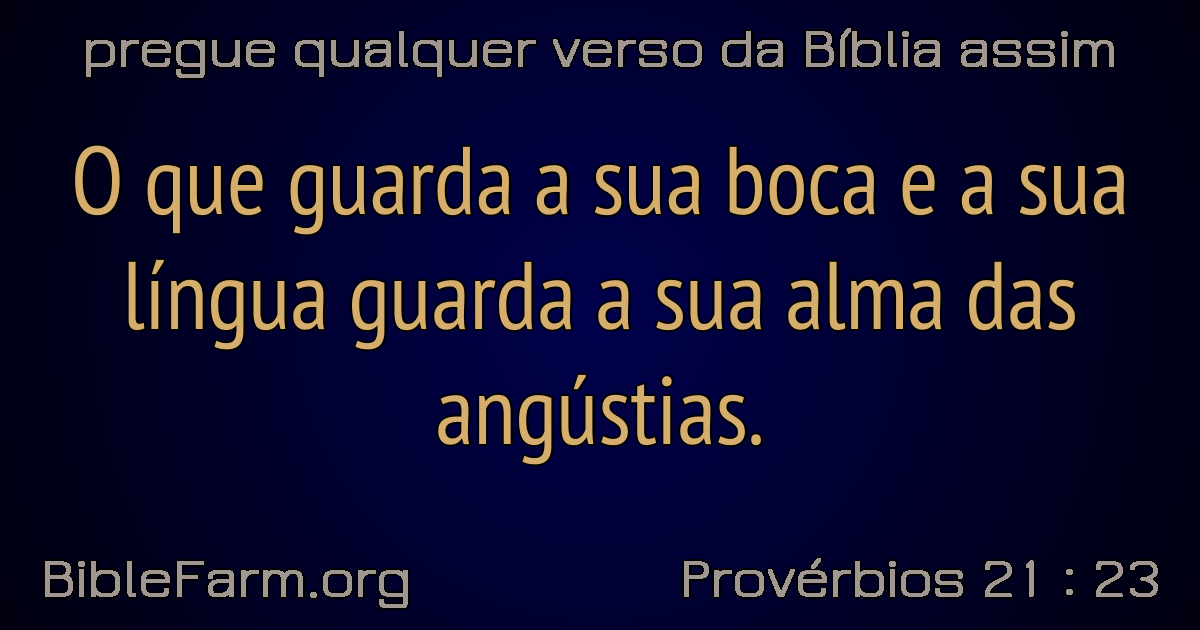 pregue qualquer verso da Bíblia assim
O que guarda a sua boca e a sua
língua guarda a sua alma das
angústias.
BibleFarm.org
Provérbios 21 : 23